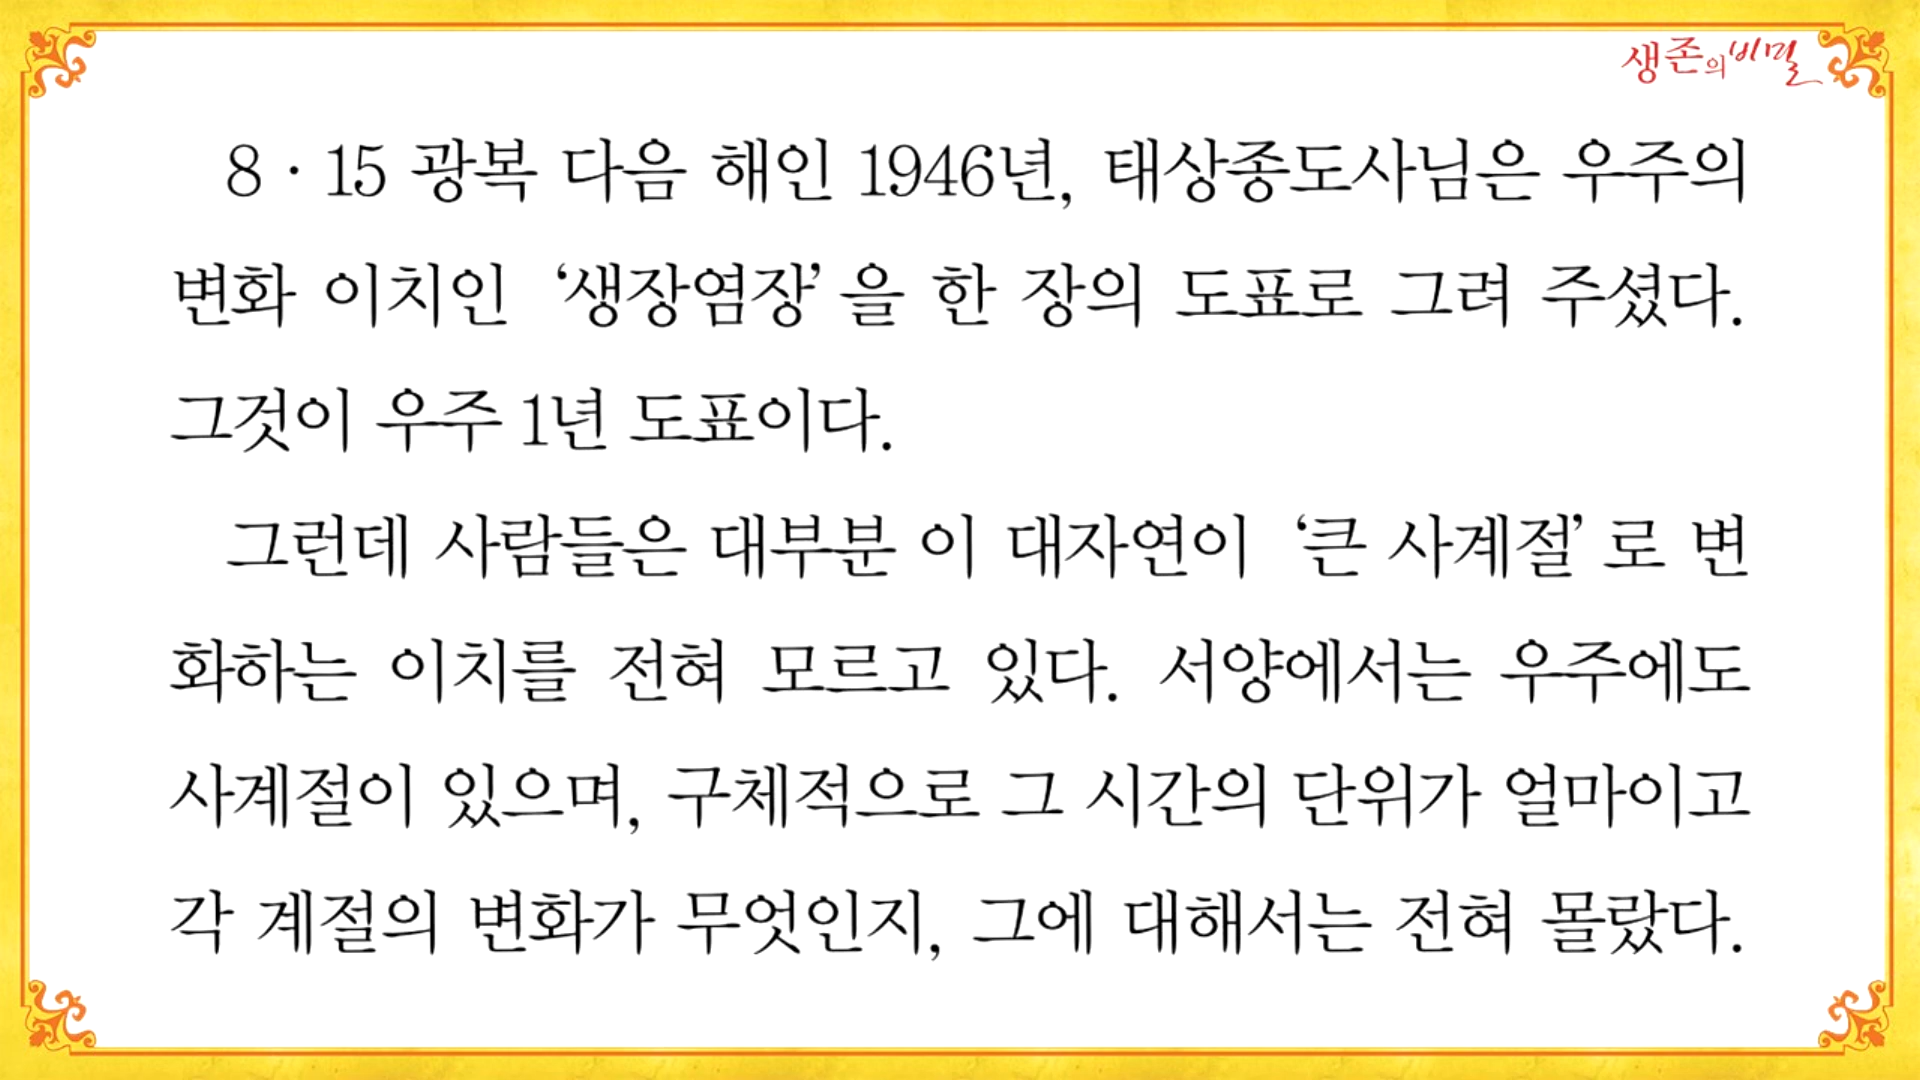 생존의 비밀
8 · 15 광복 다음 해인 1946년, 태상종도사님은 우주의
변화 이치인 ‘생장염장’을 한 장의 도표로 그려 주셨다.
그것이 우주 1년 도표이다.
그런데 사람들은 대부분 이 대자연이 ‘큰 사계절’로 변
화하는 이치를 전혀 모르고 있다. 서양에서는 우주에도
사계절이 있으며, 구체적으로 그 시간의 단위가 얼마이고
각 계절의 변화가 무엇인지, 그에 대해서는 전혀 몰랐다.